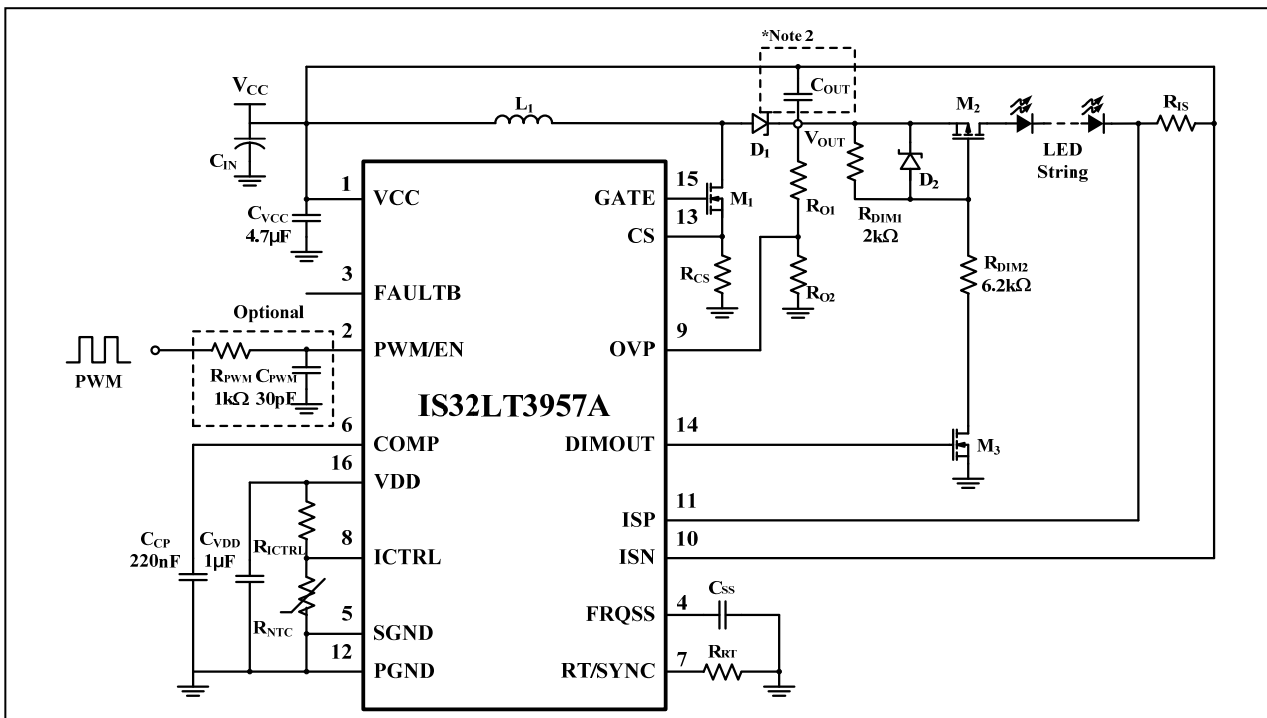 *Note 2
VCC
L1
COUT
M2
RIS
CIN
D1
VOUT
LED
String
D2
1
VCC
GATE
15
M1
RO1
RDIM1
2kΩ
CVCC
4.7µF
CS
13
RCS
RO2
RDIM2
6.2kΩ
3
FAULTB
Optional
2
PWM/EN
OVP
9
PWM
RPWM
1kΩ
CPWM
30pF
IS32LT3957A
6
COMP
DIMOUT
14
M3
16
VDD
ISP
11
CCP
220nF
CVDD
1µF
RICTRL
8
ICTRL
ISN
10
RNTC
5
SGND
FRQSS
4
CSS
12
PGND
RT/SYNC
7
RRT